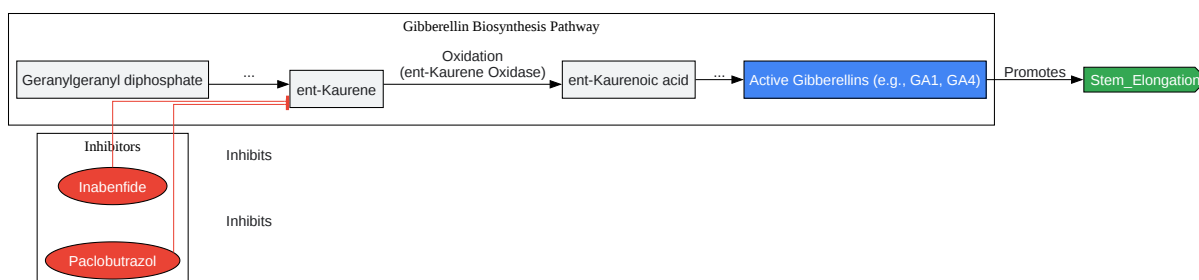 Gibberellin Biosynthesis Pathway
Geranylgeranyl diphosphate
...
ent-Kaurene
Oxidation
(ent-Kaurene Oxidase)
ent-Kaurenoic acid
...
Active Gibberellins (e.g., GA1, GA4)
Promotes
Stem_Elongation
Inhibitors
Inhibits
Inabenfide
Inhibits
Paclobutrazol